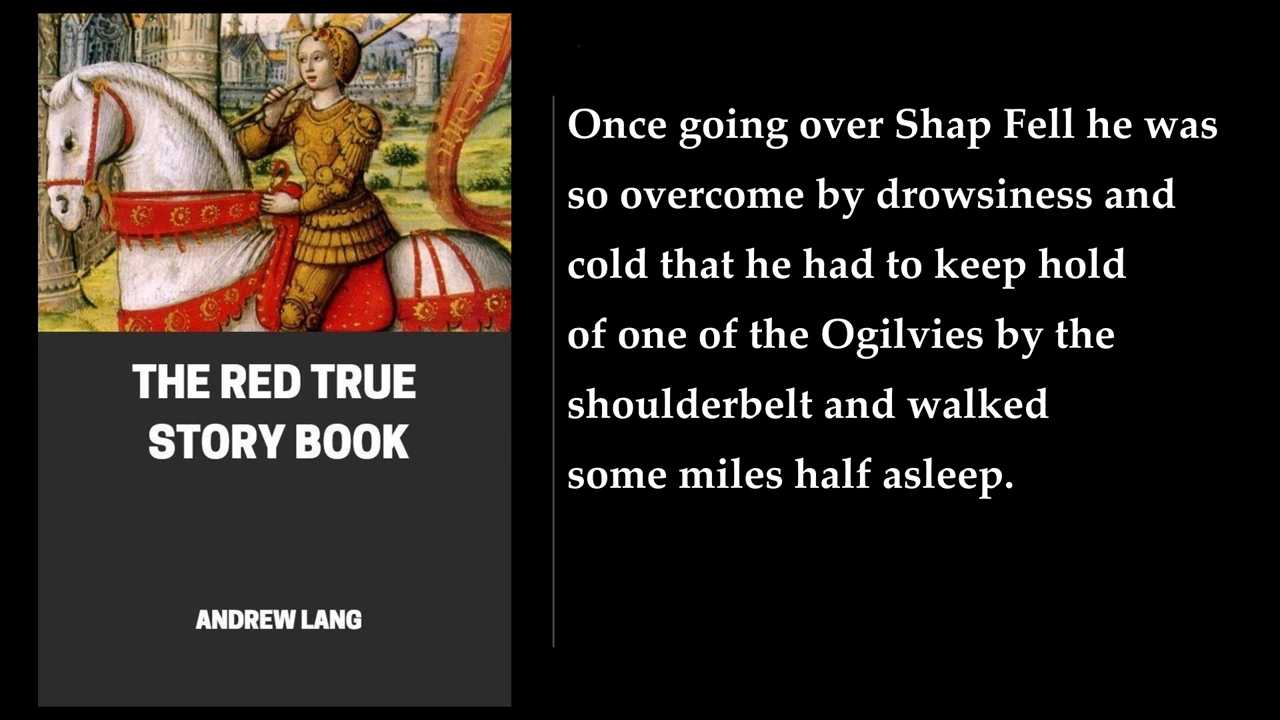 THE RED TRUE
STORY BOOK
ANDREW LANG
Once going over Shap Fell he was
so overcome by drowsiness and
cold that he had to keep hold
of one of the Ogilvies by the
shoulderbelt and walked
some miles half asleep.